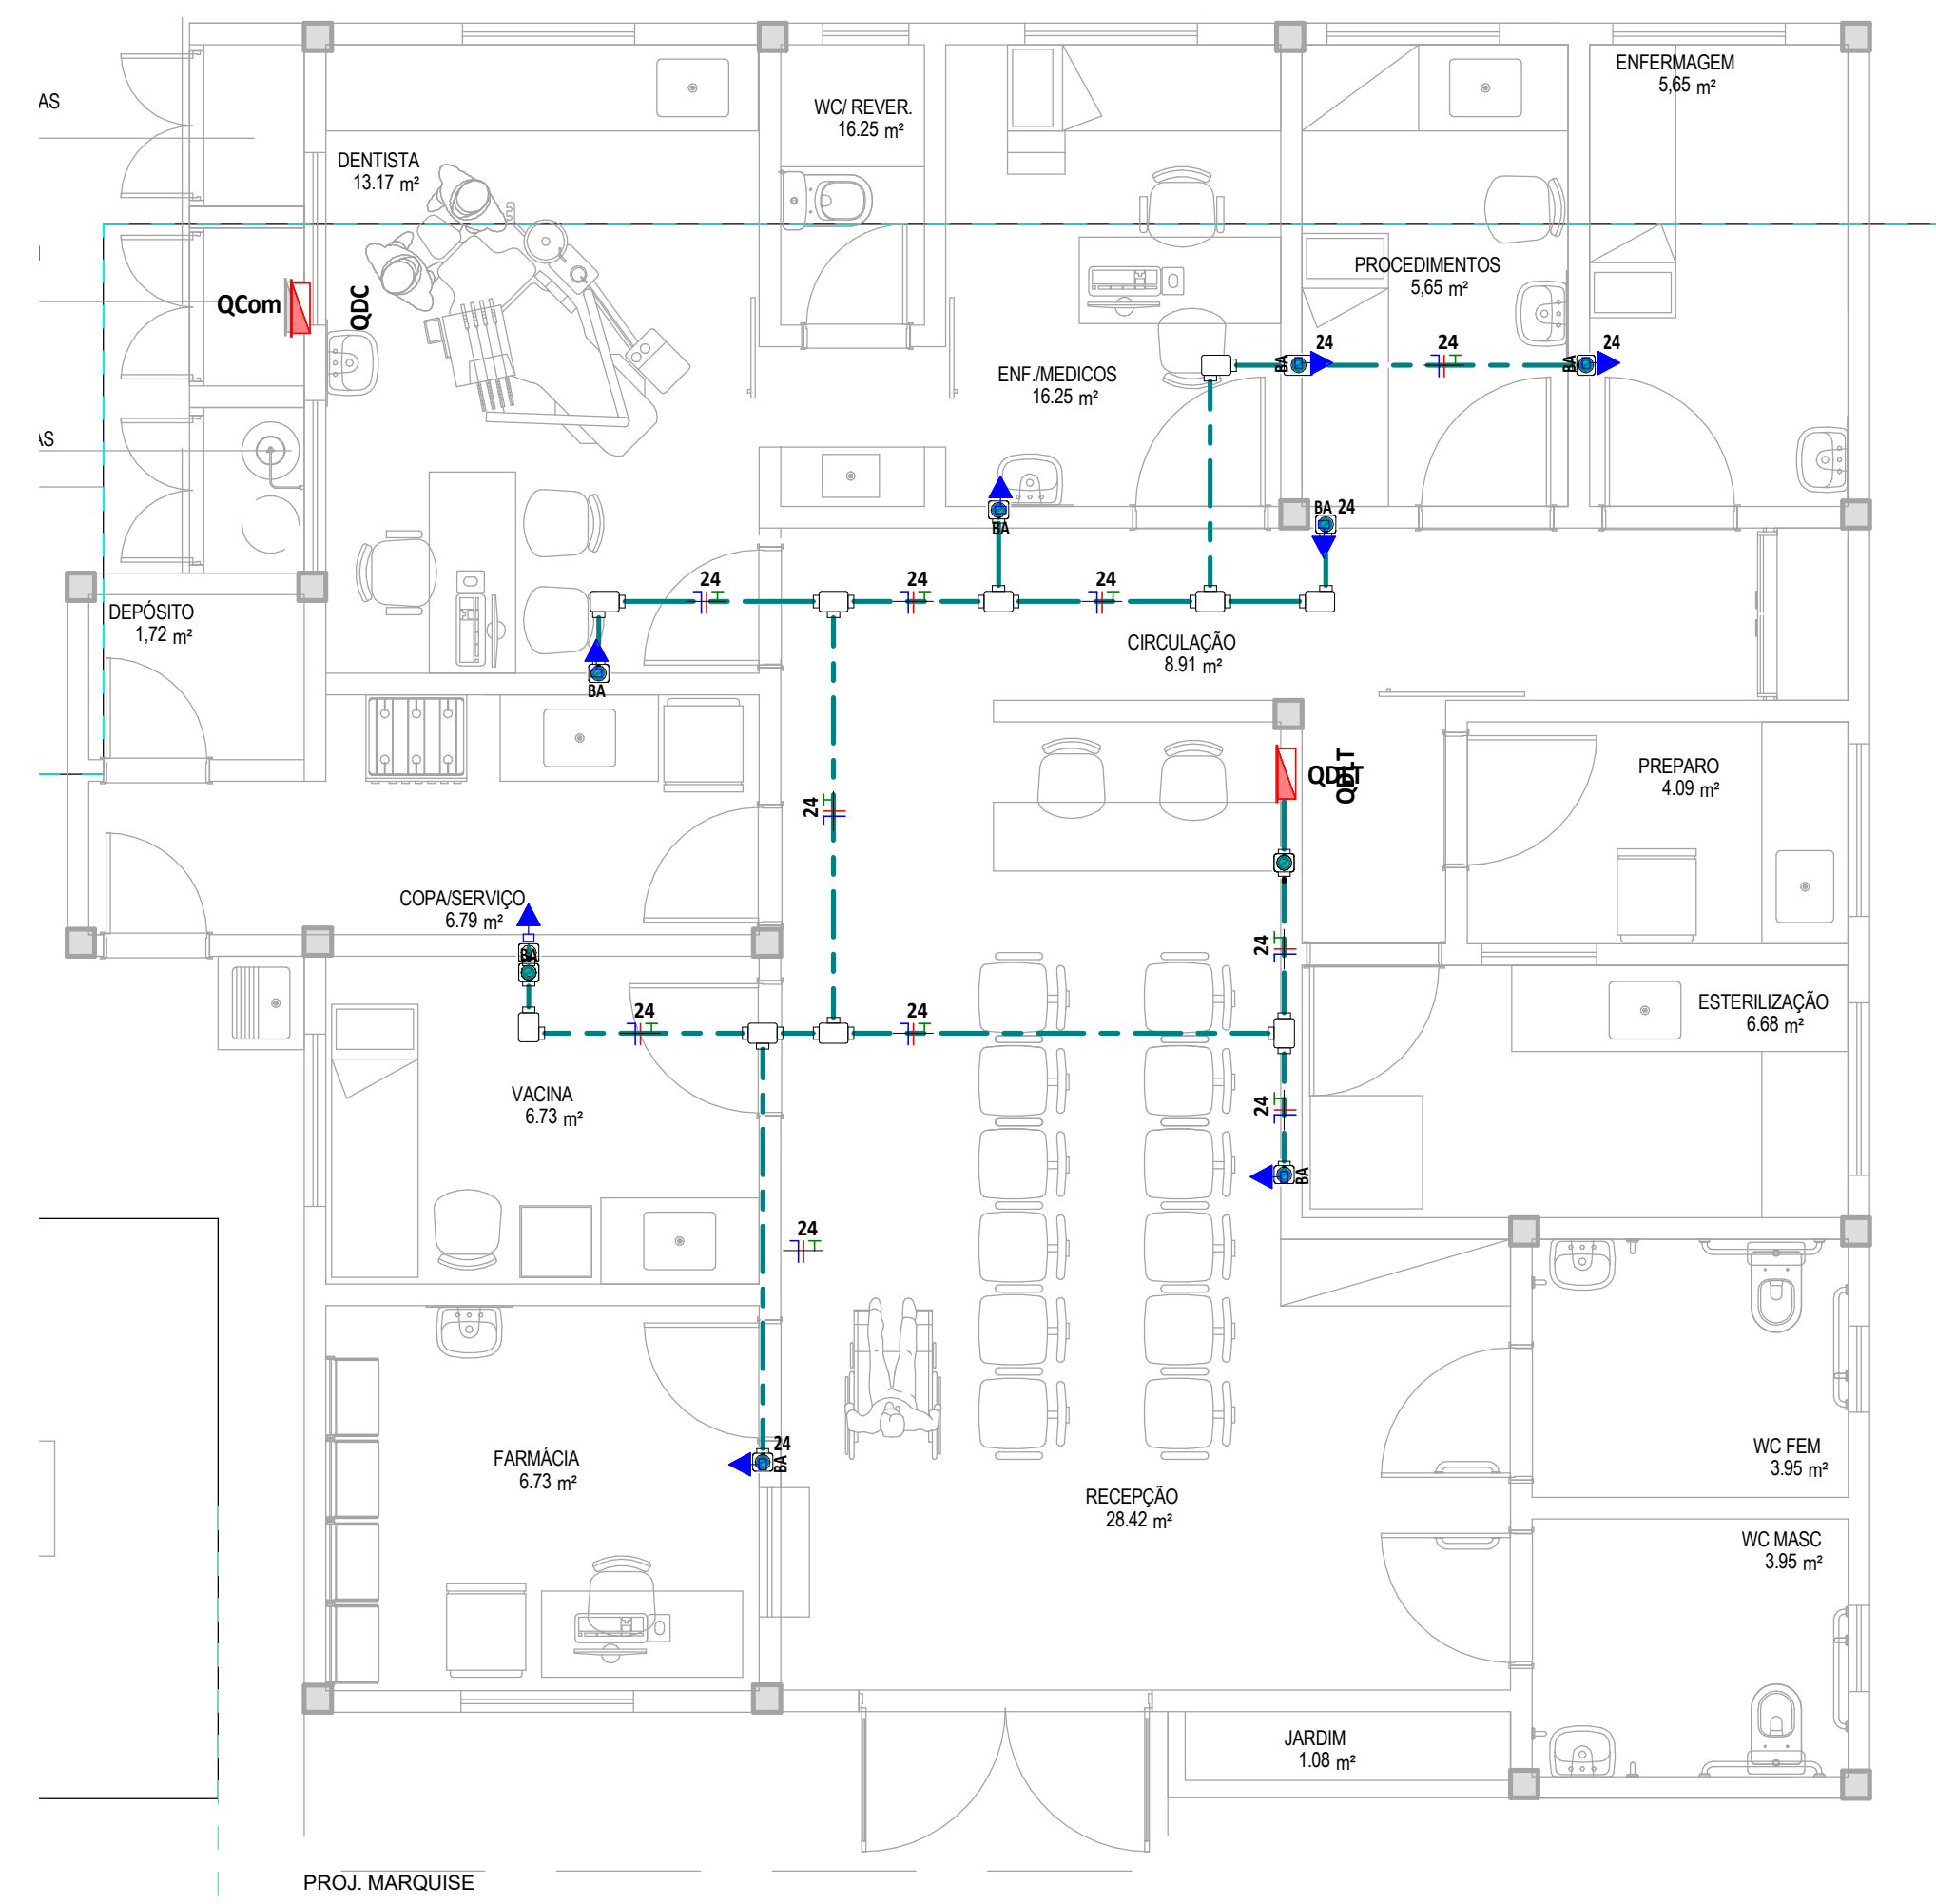 ENFERMAGEM
5,65 m²
AS
WC/ REVER.
16.25 m²
DENTISTA
13.17 m²
PROCEDIMENTOS
5,65 m²
QCom
QDC
24
24
24
BA
BA
ENF./MEDICOS
16.25 m²
AS
BA
BA 24
24
24
24
DEPÓSITO
1,72 m²
CIRCULAÇÃO
8.91 m²
BA
QDLT
QDLT
PREPARO
4.09 m²
24
COPA/SERVIÇO
6.79 m²
24
BA
24
24
ESTERILIZAÇÃO
6.68 m²
VACINA
6.73 m²
24
BA
24
24
BA
FARMÁCIA
6.73 m²
WC FEM
3.95 m²
RECEPÇÃO
28.42 m²
WC MASC
3.95 m²
JARDIM
1.08 m²
PROJ. MARQUISE